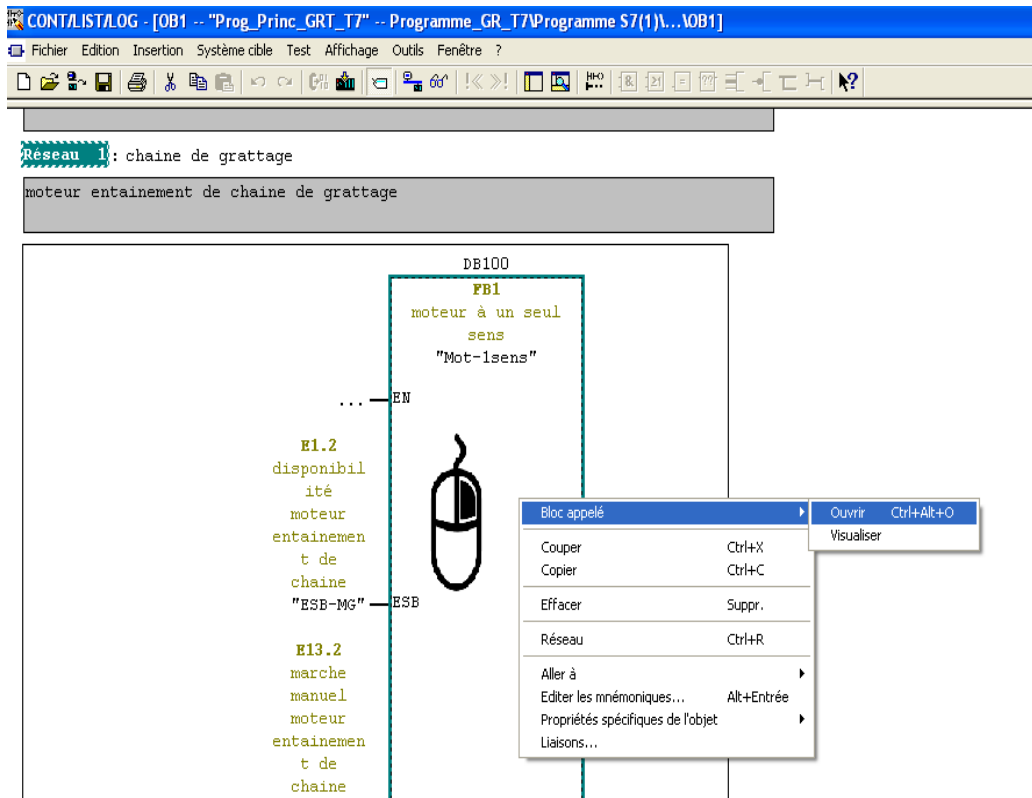 CONT/LIST/LOG - [OB1 -- "Prog_Princ_GRT_T7" -- Programme_GR_T7\Programme S7(1)\...\OB1]
Fichier Edition Insertion Système cible Test Affichage Outils Fenêtre ?
Réseau 1 : chaine de grattage
moteur entainement de chaine de grattage
DB100
FB1
moteur à un seul
sens
"Mot-1sens"
... EN
E1.2
disponibil
ité
moteur
entainemen
t de
chaine
"ESB-MG" ESB
E13.2
marche
manuel
moteur
entainemen
t de
chaine
Bloc appelé
Couper Ctrl+X
Copier Ctrl+C
Effacer Suppr.
Réseau Ctrl+R
Aller à
Editer les mnémoniques... Alt+Entrée
Propriétés spécifiques de l'objet
Liaisons...
Ouvrir Ctrl+Alt+O
Visualiser